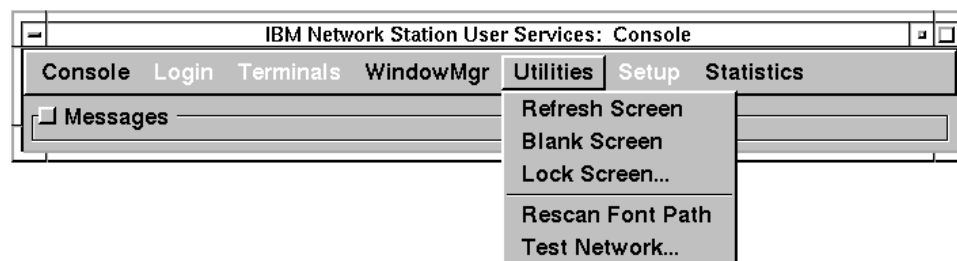 IBM Network Station User Services: Console
Console Login Terminals WindowMgr Utilities Setup Statistics
Messages
Refresh Screen
Blank Screen
Lock Screen...
Rescan Font Path
Test Network...